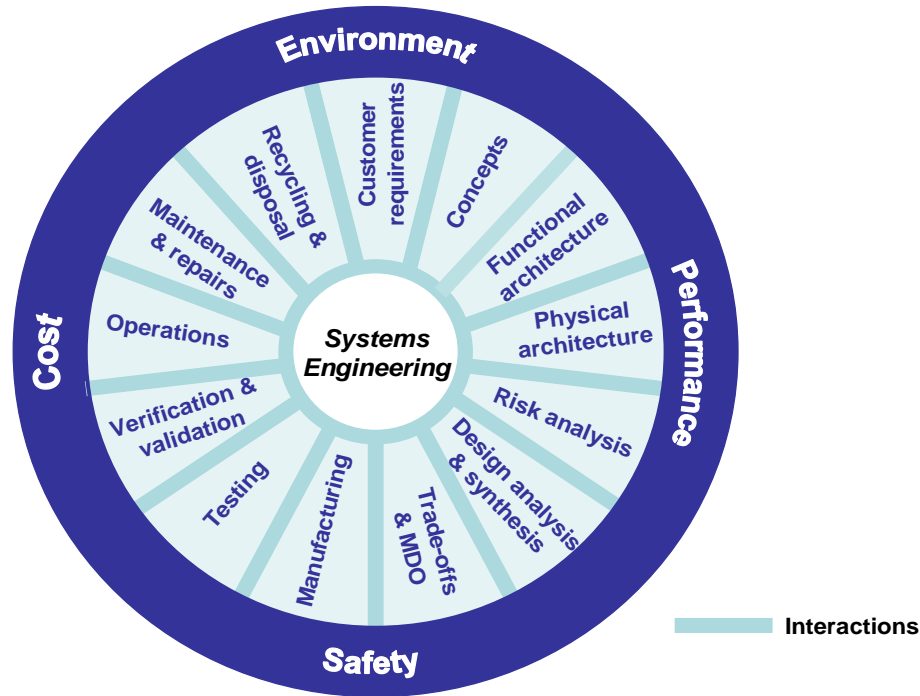 Environment
Performance
Safety
Cost
Customer
requirements
Concepts
Functional
architecture
Physical
architecture
Risk analysis
Design analysis
& synthesis
Trade-offs
& MDO
Manufacturing
Testing
Verification &
validation
Operations
Maintenance
& repairs
Recycling &
disposal
Systems
Engineering
Interactions